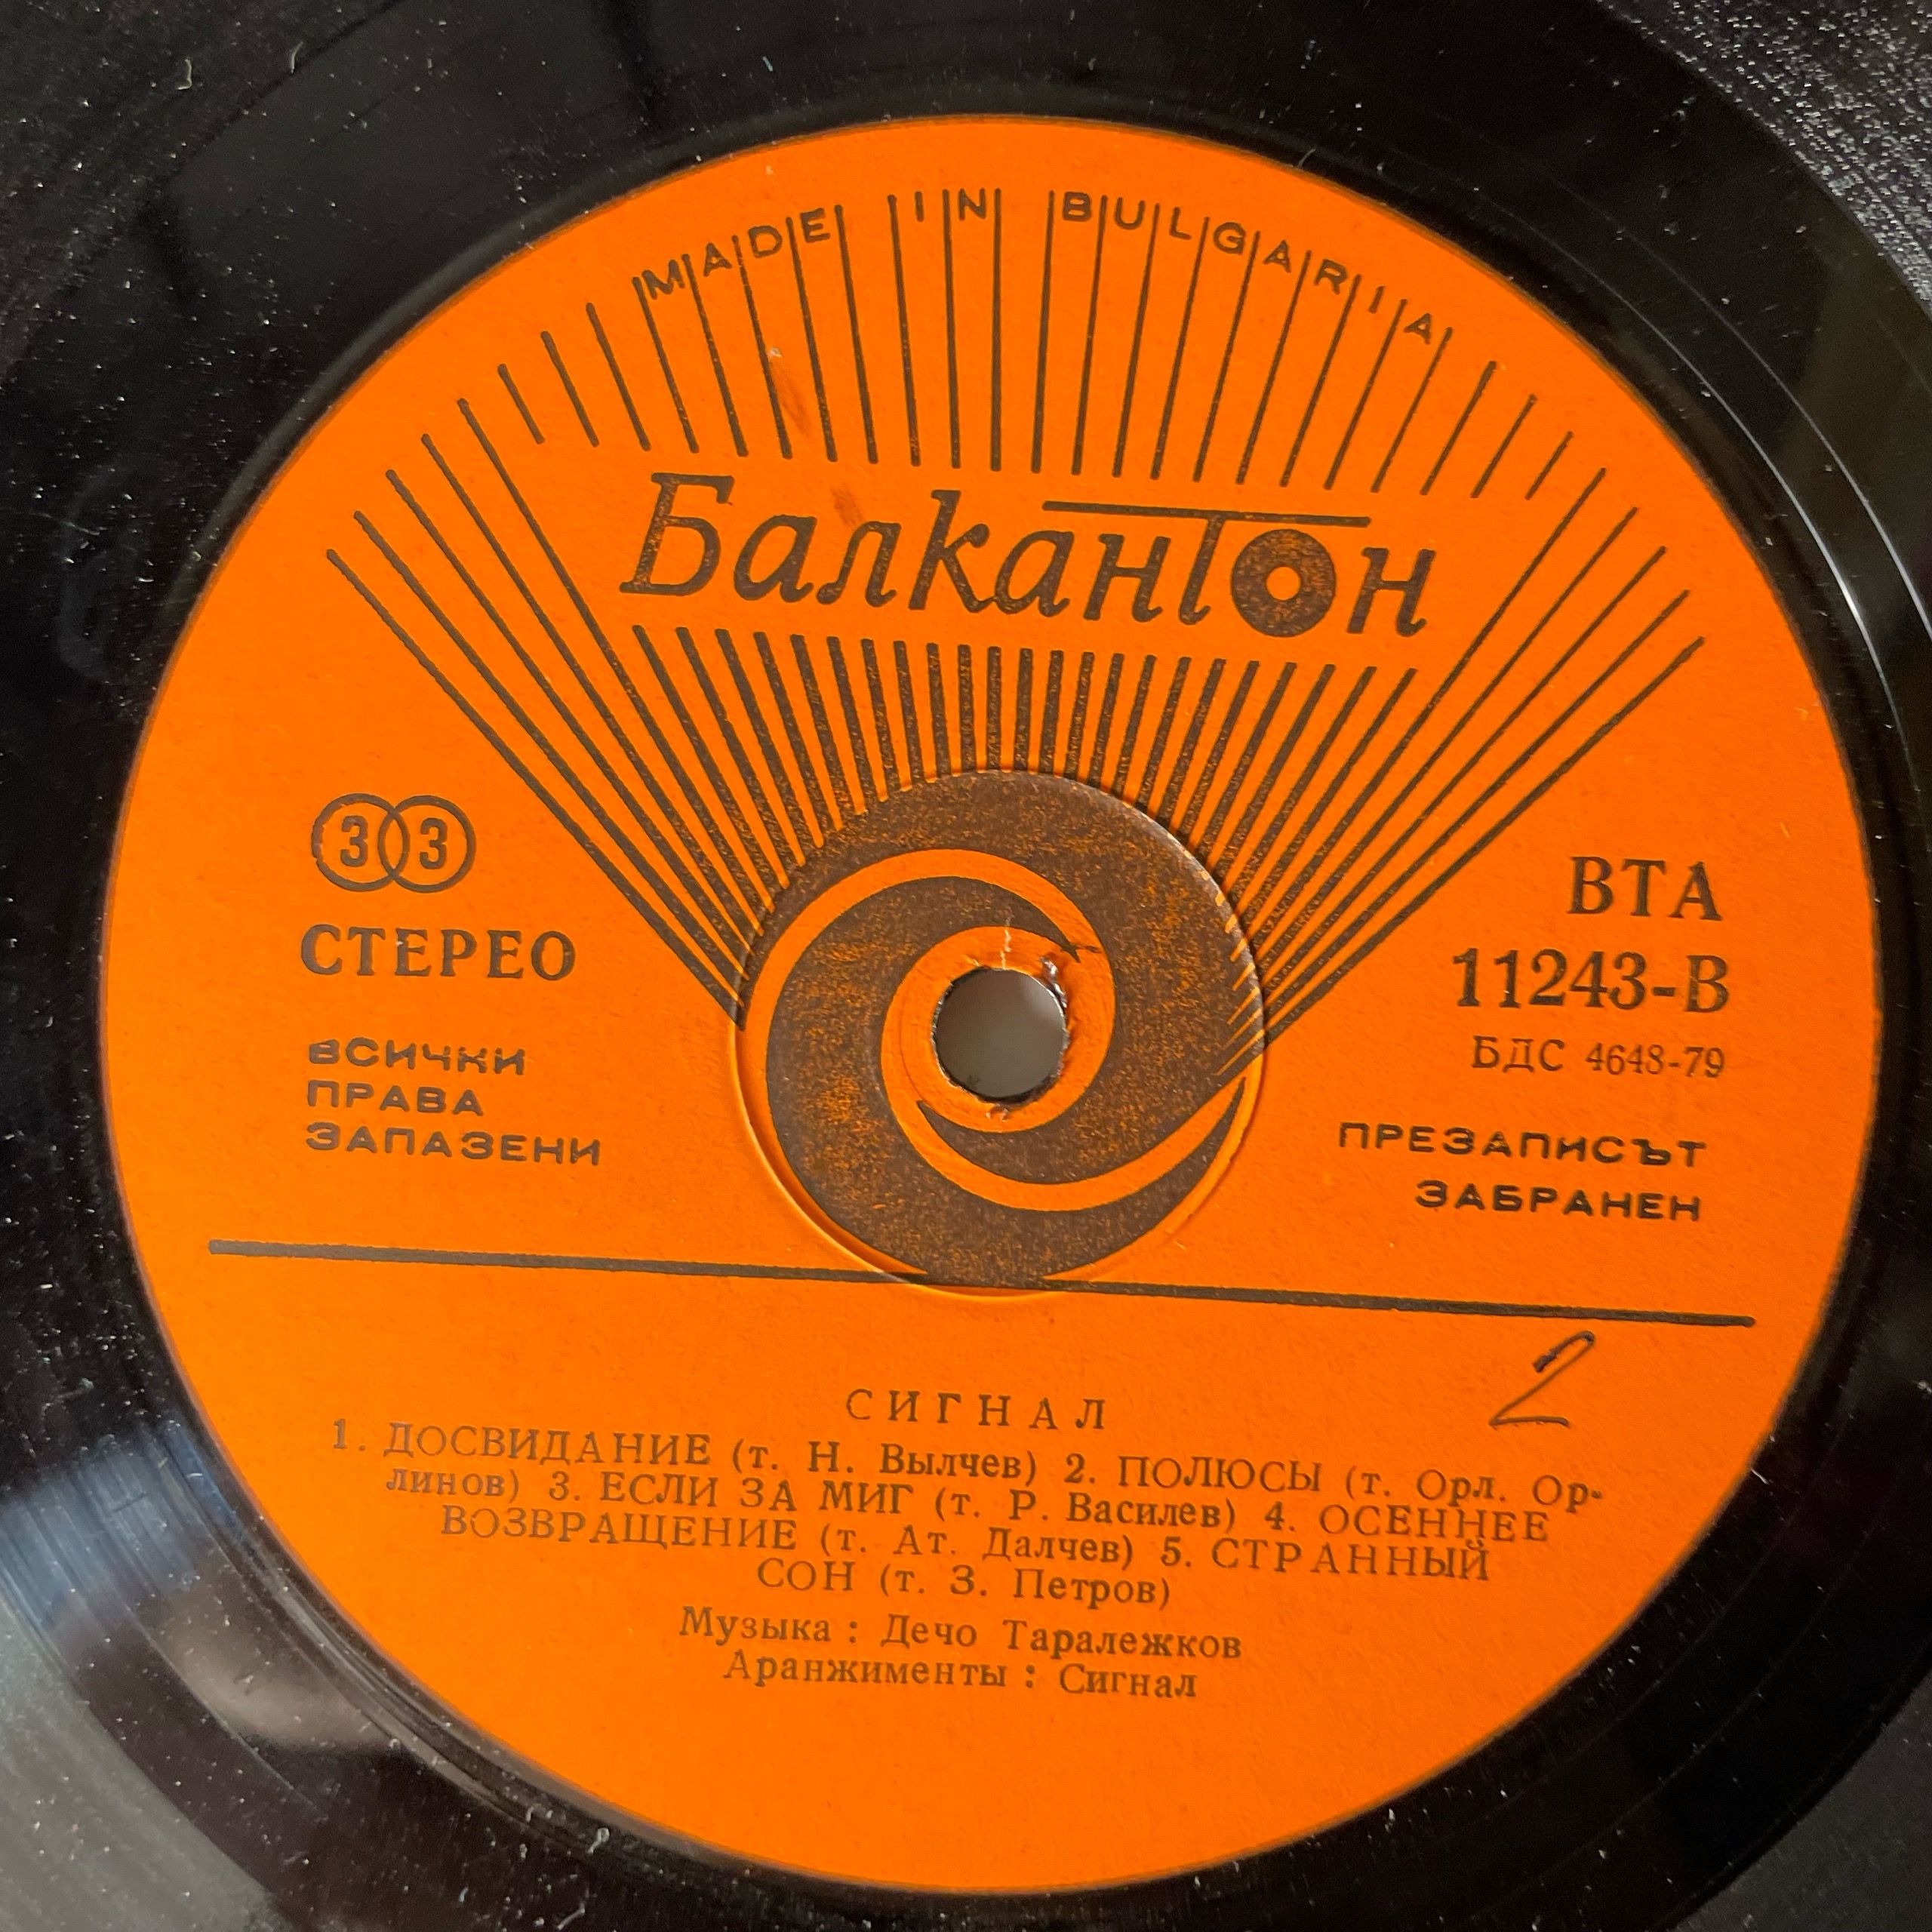 MADE IN BULGARIA
Балкантон
33
СТЕРЕО
ВСИЧКИ
ПРАВА
ЗАПАЗЕНИ
ВТА
11243-В
БДС 4648-79
ПРЕЗАПИСЪТ
ЗАБРАНЕН
2
СИГНАЛ
1. ДОСВИДАНИЕ (т. Н. Вылчев) 2. ПОЛЮСЫ (т. Орл. Ор-
линов) 3. ЕСЛИ ЗА МИГ (т. Р. Василев) 4. ОСЕННЕЕ
ВОЗВРАЩЕНИЕ (т. Ат. Далчев) 5. СТРАННЫЙ
СОН (т. З. Петров)
Музыка : Дечо Таралежков
Аранжименты : Сигнал